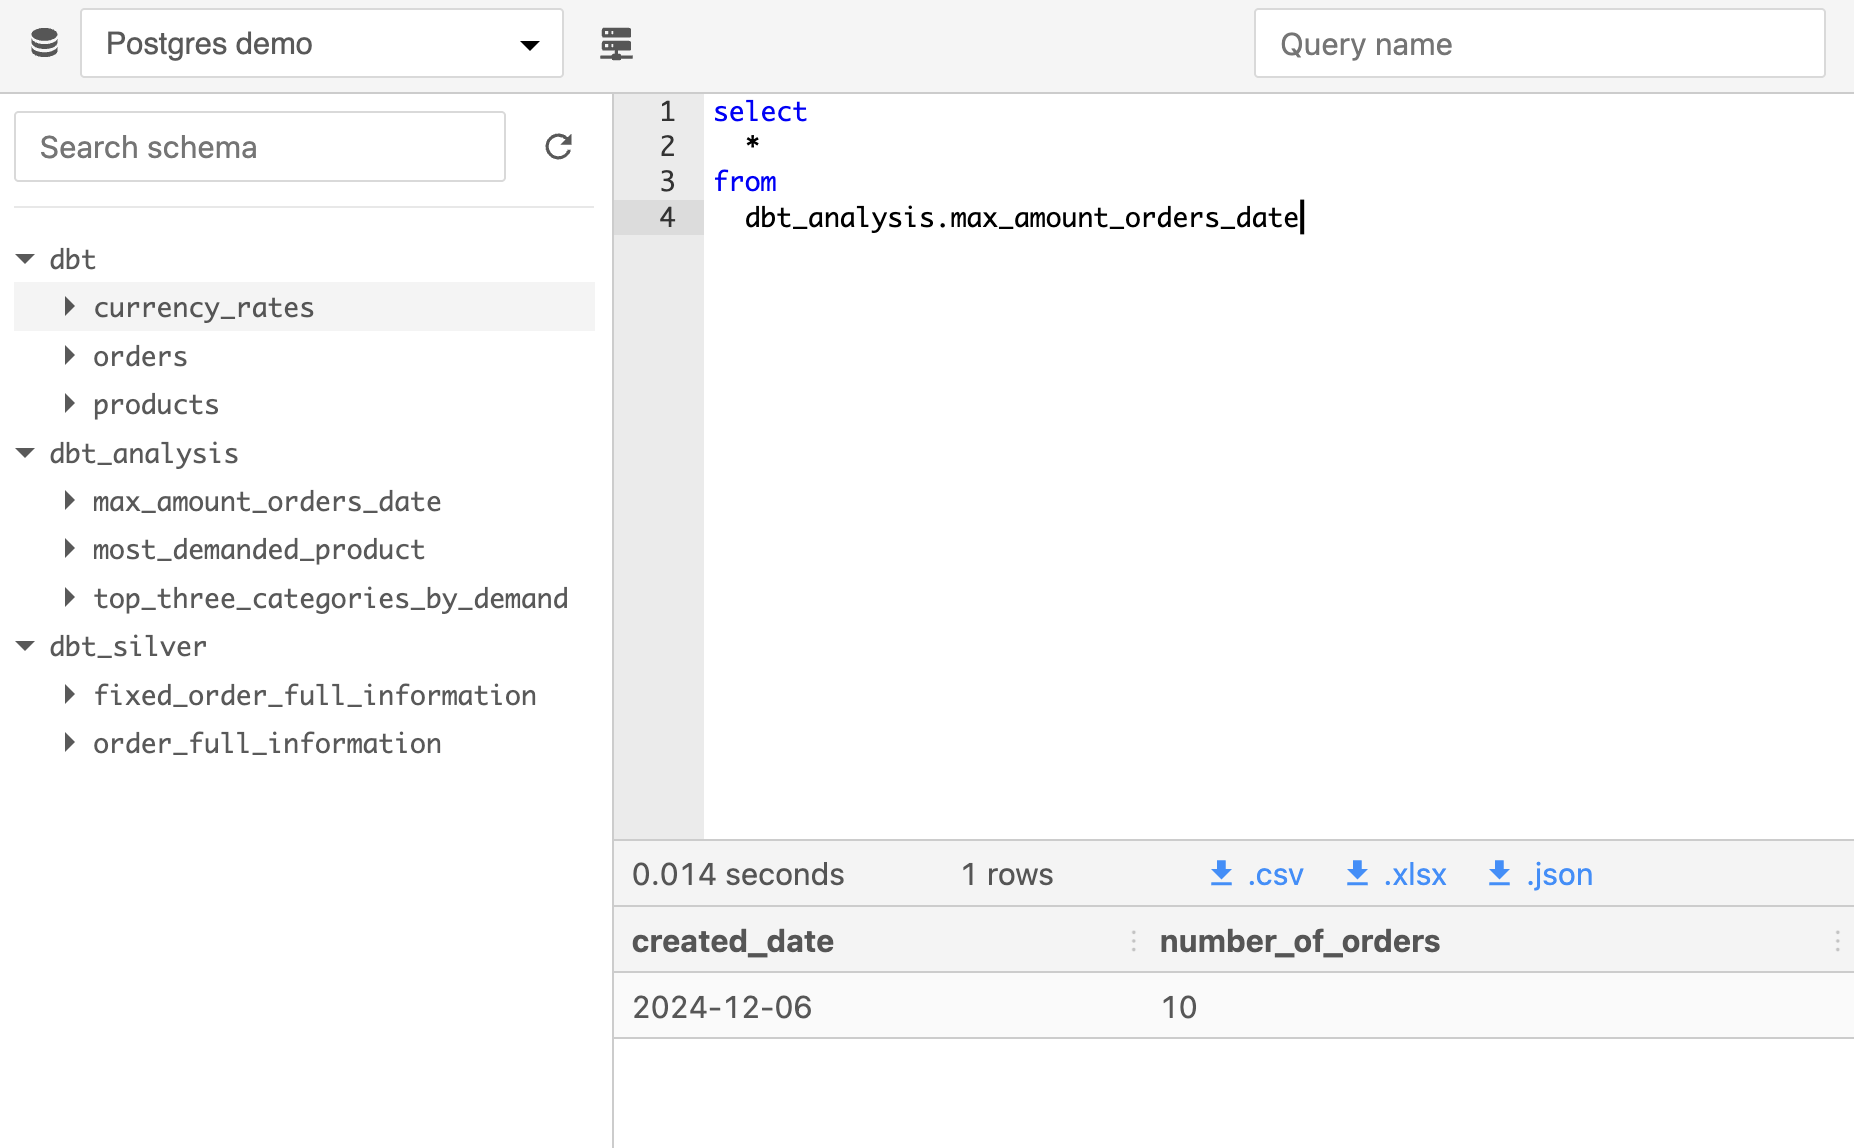 Postgres demo
Query name
Search schema
dbt
currency_rates
orders
products
dbt_analysis
max_amount_orders_date
most_demanded_product
top_three_categories_by_demand
dbt_silver
fixed_order_full_information
order_full_information
1 select
2 *
3 from
4 dbt_analysis.max_amount_orders_date
0.014 seconds 1 rows .csv .xlsx .json
created_date number_of_orders
2024-12-06 10